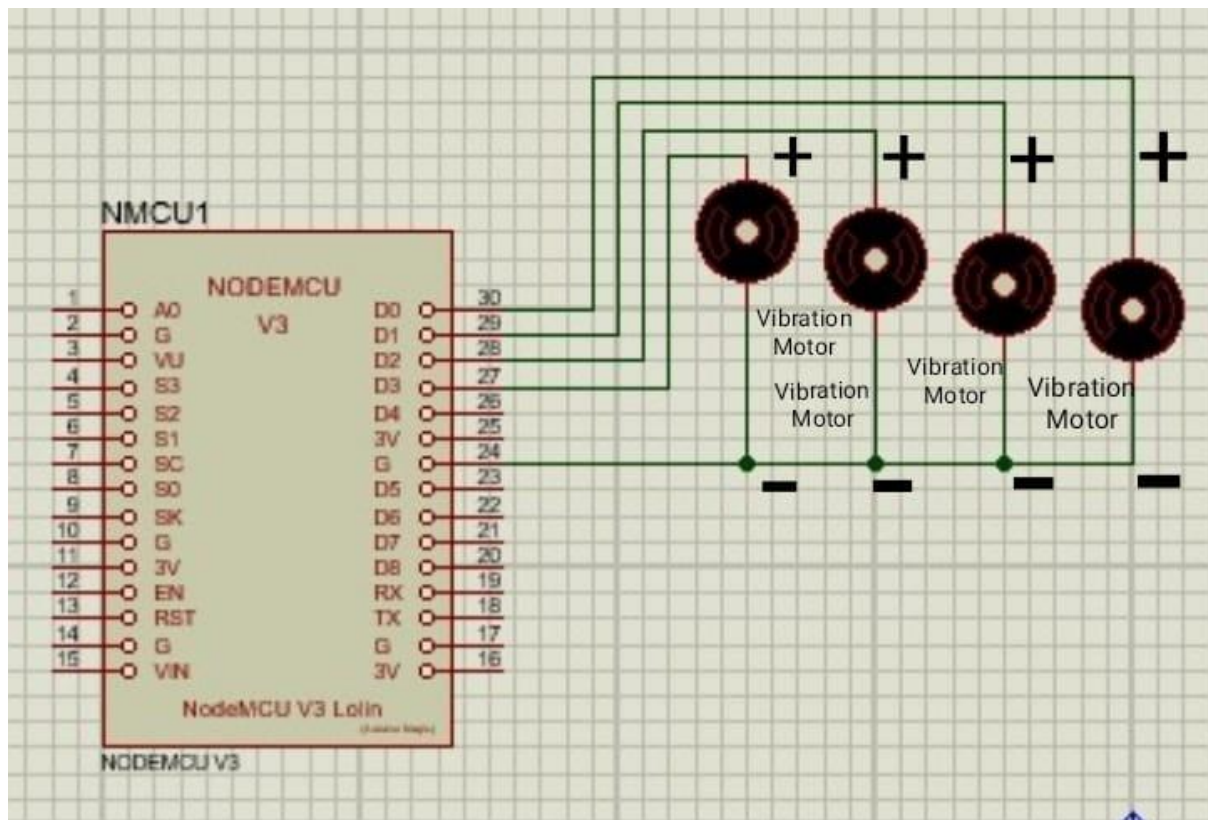 NMCU1
NODEMCU
V3
1 A0 D0 30
2 G D1 29
3 VU D2 28
4 S3 D3 27
5 S2 D4 26
6 S1 3V 25
7 SC G 24
8 S0 D5 23
9 SK D6 22
10 G D7 21
11 3V D8 20
12 EN RX 19
13 RST TX 18
14 G G 17
15 VIN 3V 16
NodeMCU V3 Lolin
NODEMCU V3
+ + + +
Vibration
Motor
Vibration
Motor
Vibration
Motor
Vibration
Motor
- - - -